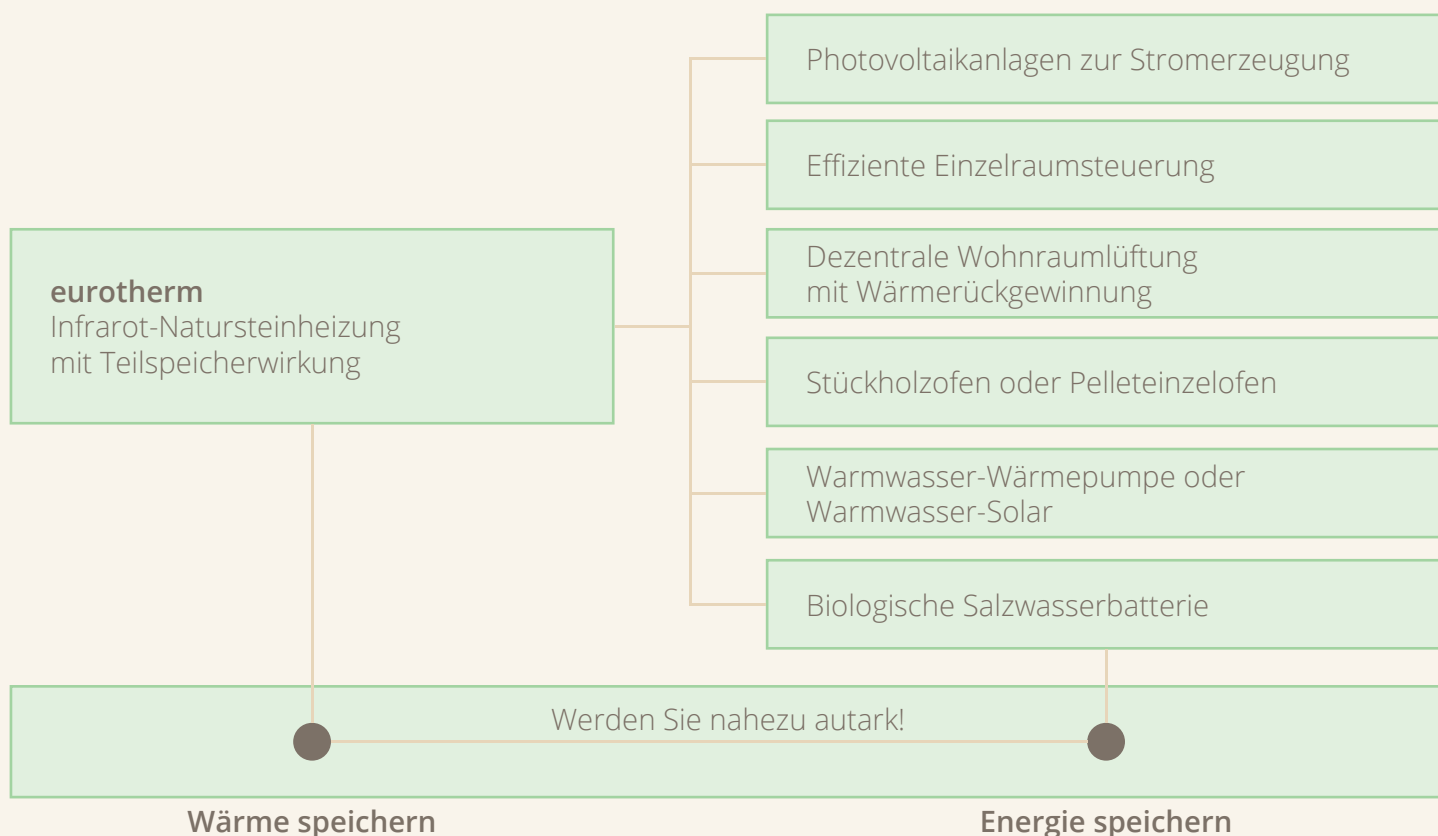 Photovoltaikanlagen zur Stromerzeugung
Effiziente Einzelraumsteuerung
eurotherm
Infrarot-Natursteinheizung
mit Teilspeicherwirkung
Dezentrale Wohnraumlüftung
mit Wärmerückgewinnung
Stückholzofen oder Pelleteinzelofen
Warmwasser-Wärmepumpe oder
Warmwasser-Solar
Biologische Salzwasserbatterie
Werden Sie nahezu autark!
Wärme speichern
Energie speichern